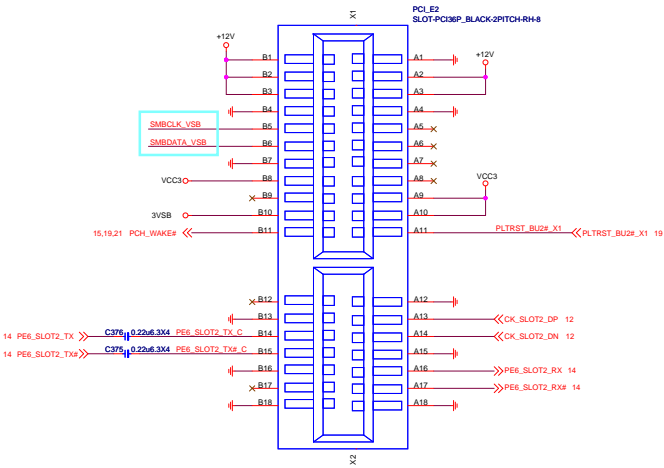 PCI_E2
SLOT-PCI36P_BLACK-2PITCH-RH-8
X1
+12V
+12V
B1 A1
B2 A2
B3 A3
B4 A4
SMBCLK_VSB B5 A5
SMBDATA_VSB B6 A6
B7 A7
VCC3 B8 A8
VCC3
B9 A9
3VSB B10 A10
15,19,21 PCH_WAKE# B11 A11 PLTRST_BU2#_X1 PLTRST_BU2#_X1 19
B12 A12
B13 A13 CK_SLOT2_DP 12
14 PE6_SLOT2_TX C376 0.22u6.3X4 PE6_SLOT2_TX_C B14 A14 CK_SLOT2_DN 12
14 PE6_SLOT2_TX# C375 0.22u6.3X4 PE6_SLOT2_TX#_C B15 A15
B16 A16 PE6_SLOT2_RX 14
B17 A17 PE6_SLOT2_RX# 14
B18 A18
X2